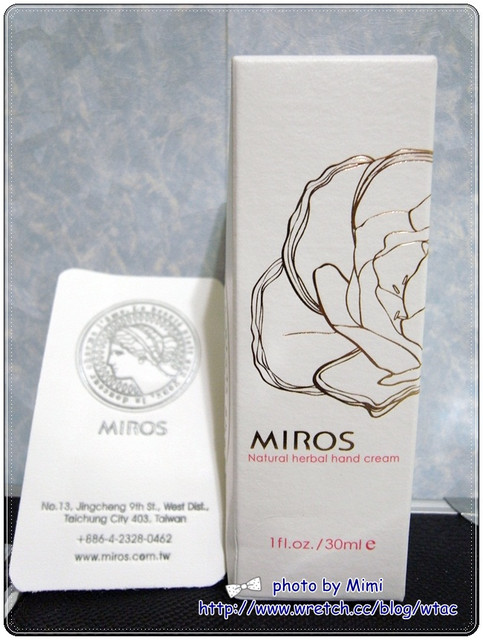 MIROS
No.13, Jingcheng 9th St., West Dist.,
Taichung City 403, Taiwan
+886-4-2328-0462
www.miros.com.tw
MIROS
Natural herbal hand cream
1fl.oz./30ml e
photo by Mimi
http://www.wretch.cc/blog/wtac